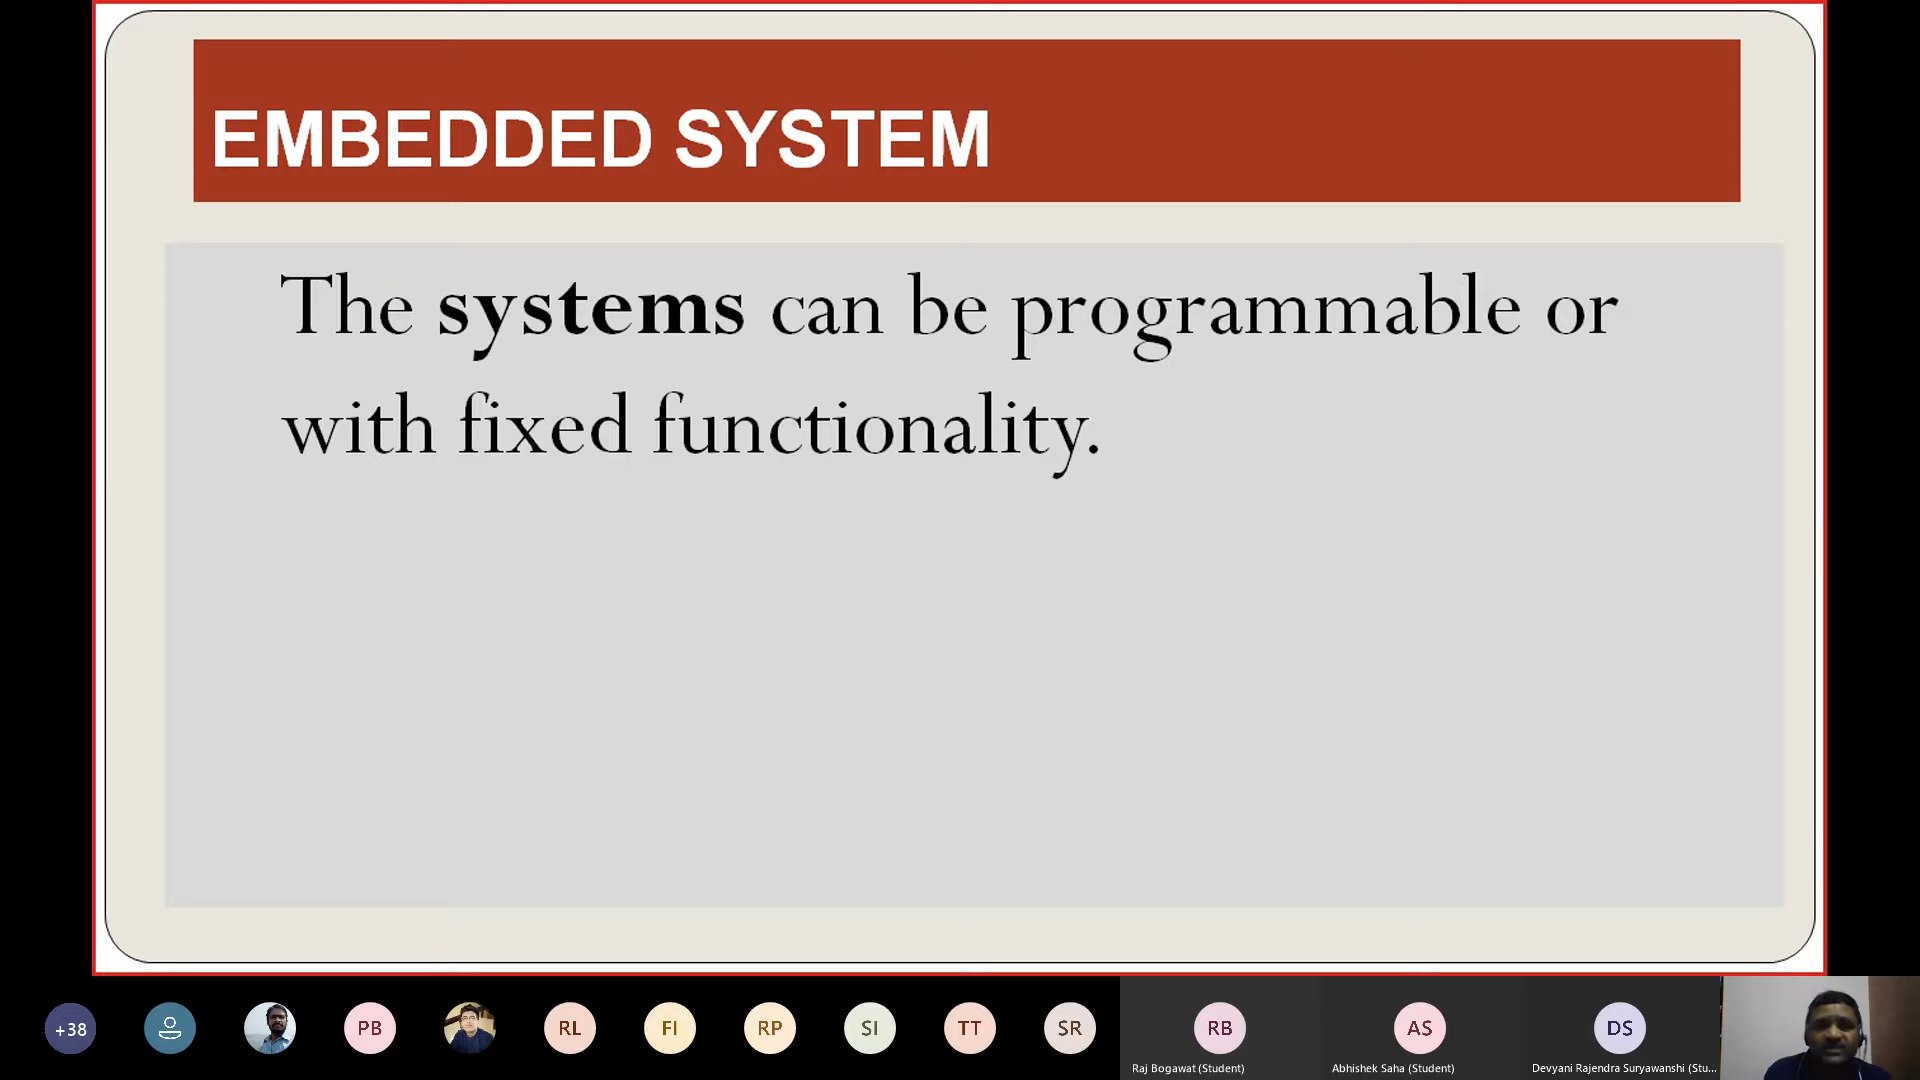 EMBEDDED SYSTEM
The systems can be programmable or
with fixed functionality.
+38
PB
RL
FI
RP
SI
TT
SR
RB
AS
DS
Raj Bogawat (Student)
Abhishek Saha (Student)
Devyani Rajendra Suryawanshi (Stu...